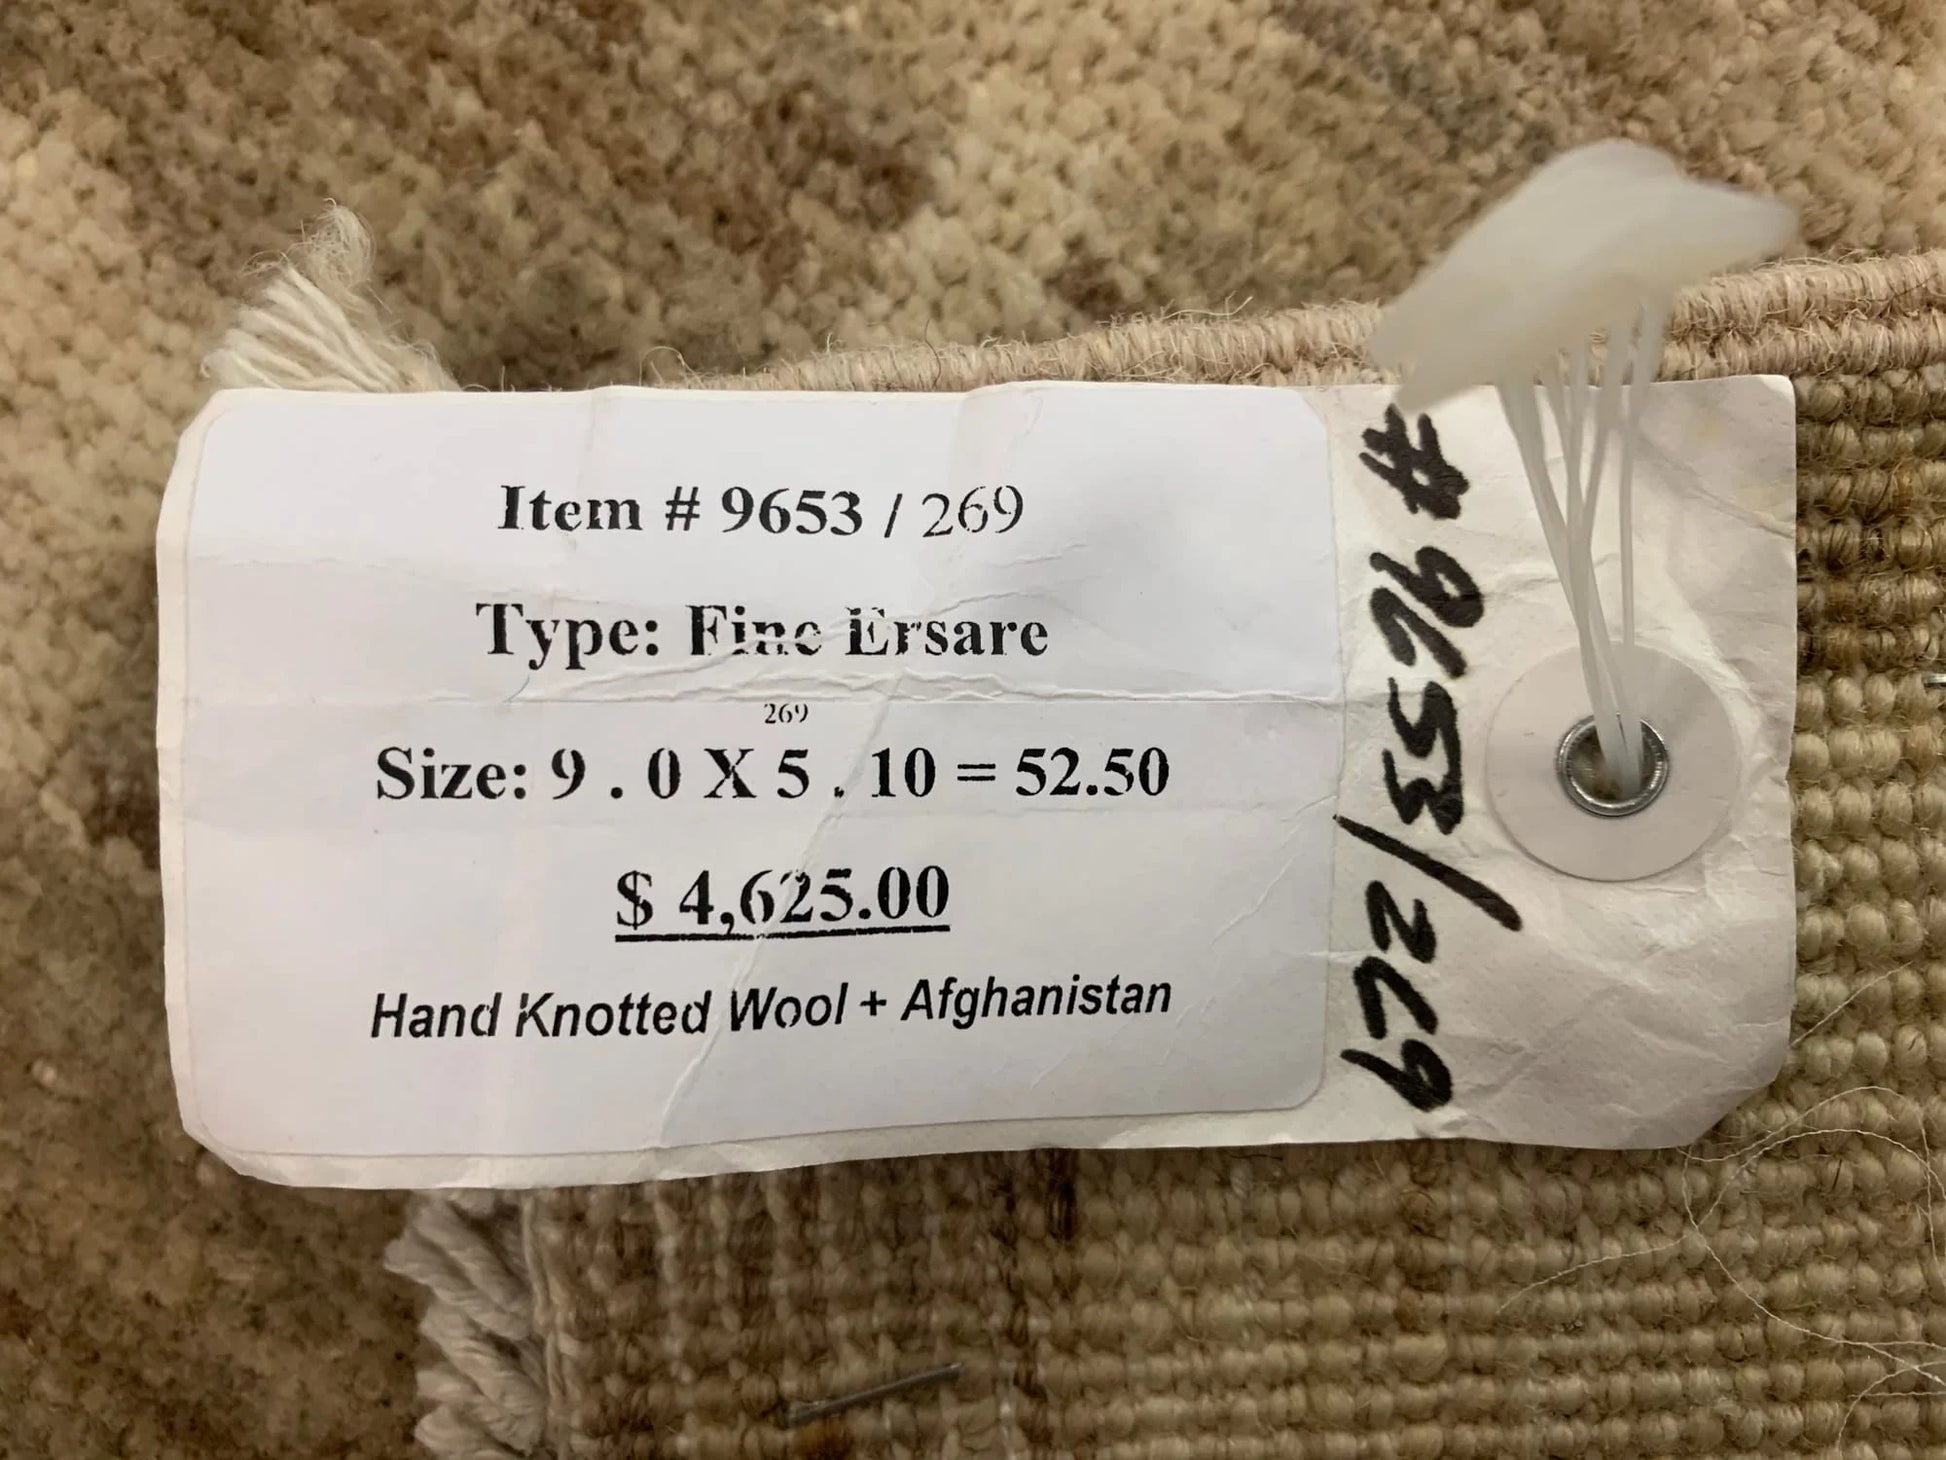 Item # 9653 / 269
Type: Fine Ersare
269
Size: 9 . 0 X 5 . 10 = 52.50
$ 4,625.00
Hand Knotted Wool + Afghanistan
# 9653/269